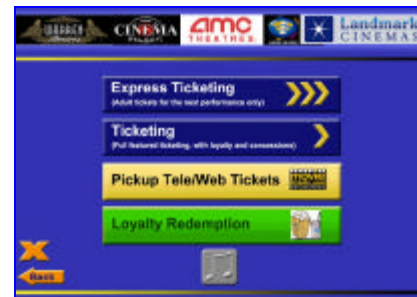 WARREN CINEMA amc Landmark
THEATRES CINEMAS
Express Ticketing
(Adult tickets for the next performance only)
Ticketing
(Full featured ticketing, with loyalty and concessions)
Pickup Tele/Web Tickets
Loyalty Redemption
Back